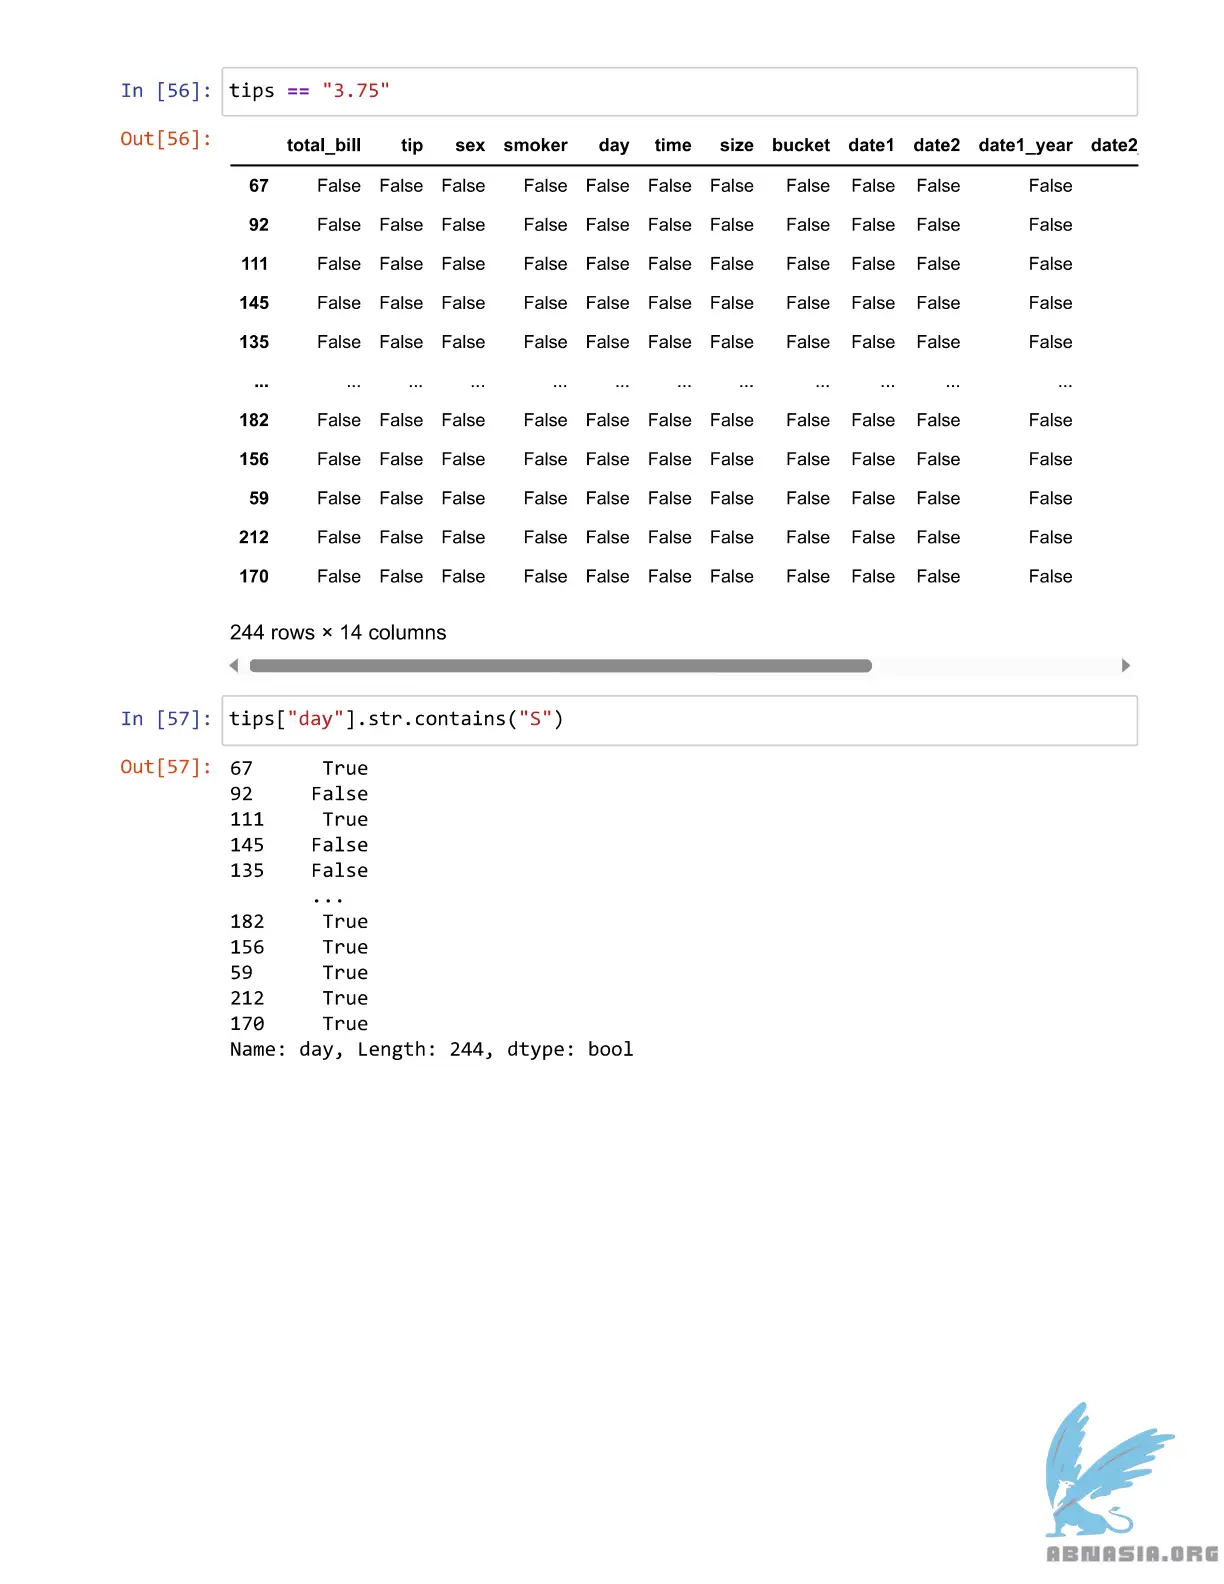 In [56]: tips == "3.75"
Out[56]:
total_bill tip sex smoker day time size bucket date1 date2 date1_year date2_
67 False False False False False False False False False False False
92 False False False False False False False False False False False
111 False False False False False False False False False False False
145 False False False False False False False False False False False
135 False False False False False False False False False False False
... ... ... ... ... ... ... ... ... ... ... ...
182 False False False False False False False False False False False
156 False False False False False False False False False False False
59 False False False False False False False False False False False
212 False False False False False False False False False False False
170 False False False False False False False False False False False
244 rows × 14 columns
In [57]: tips["day"].str.contains("S")
Out[57]: 67 True
92 False
111 True
145 False
135 False
...
182 True
156 True
59 True
212 True
170 True
Name: day, Length: 244, dtype: bool
ABNASIA.ORG